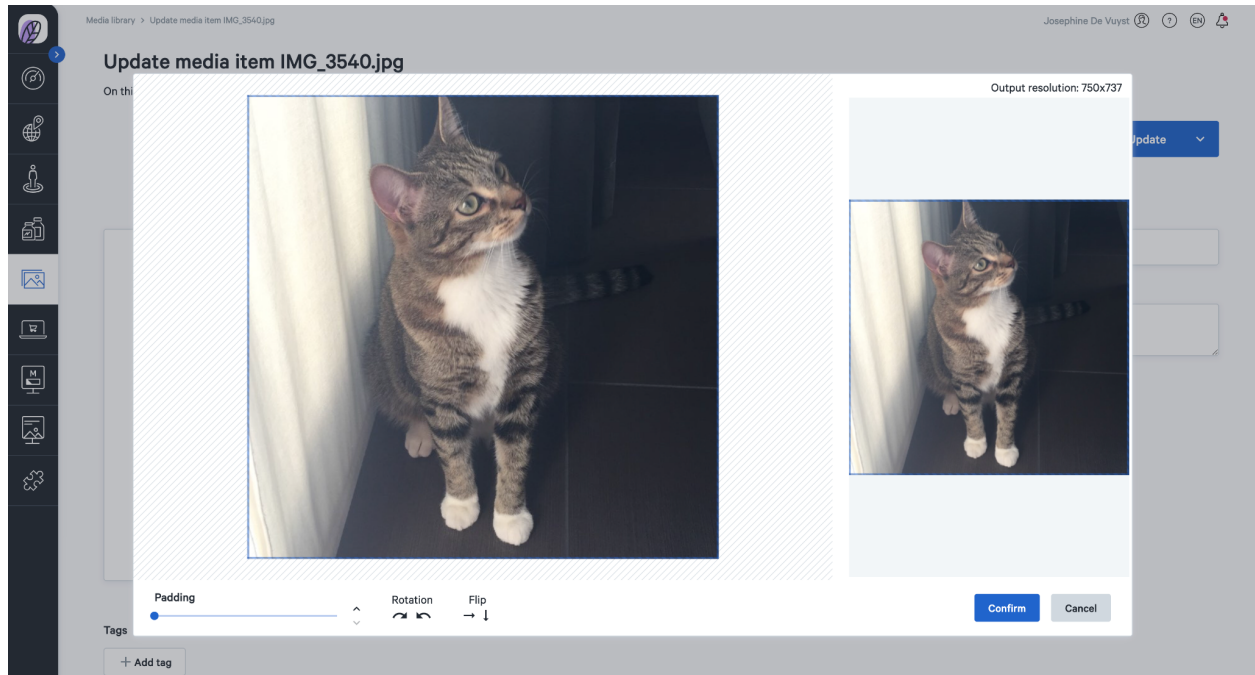 Media library > Update media item IMG_3540.jpg
Josephine De Vuyst
?
EN
Update media item IMG_3540.jpg
On thi
Output resolution: 750x737
Update
M
Padding
Rotation
Flip
Confirm
Cancel
Tags
+ Add tag